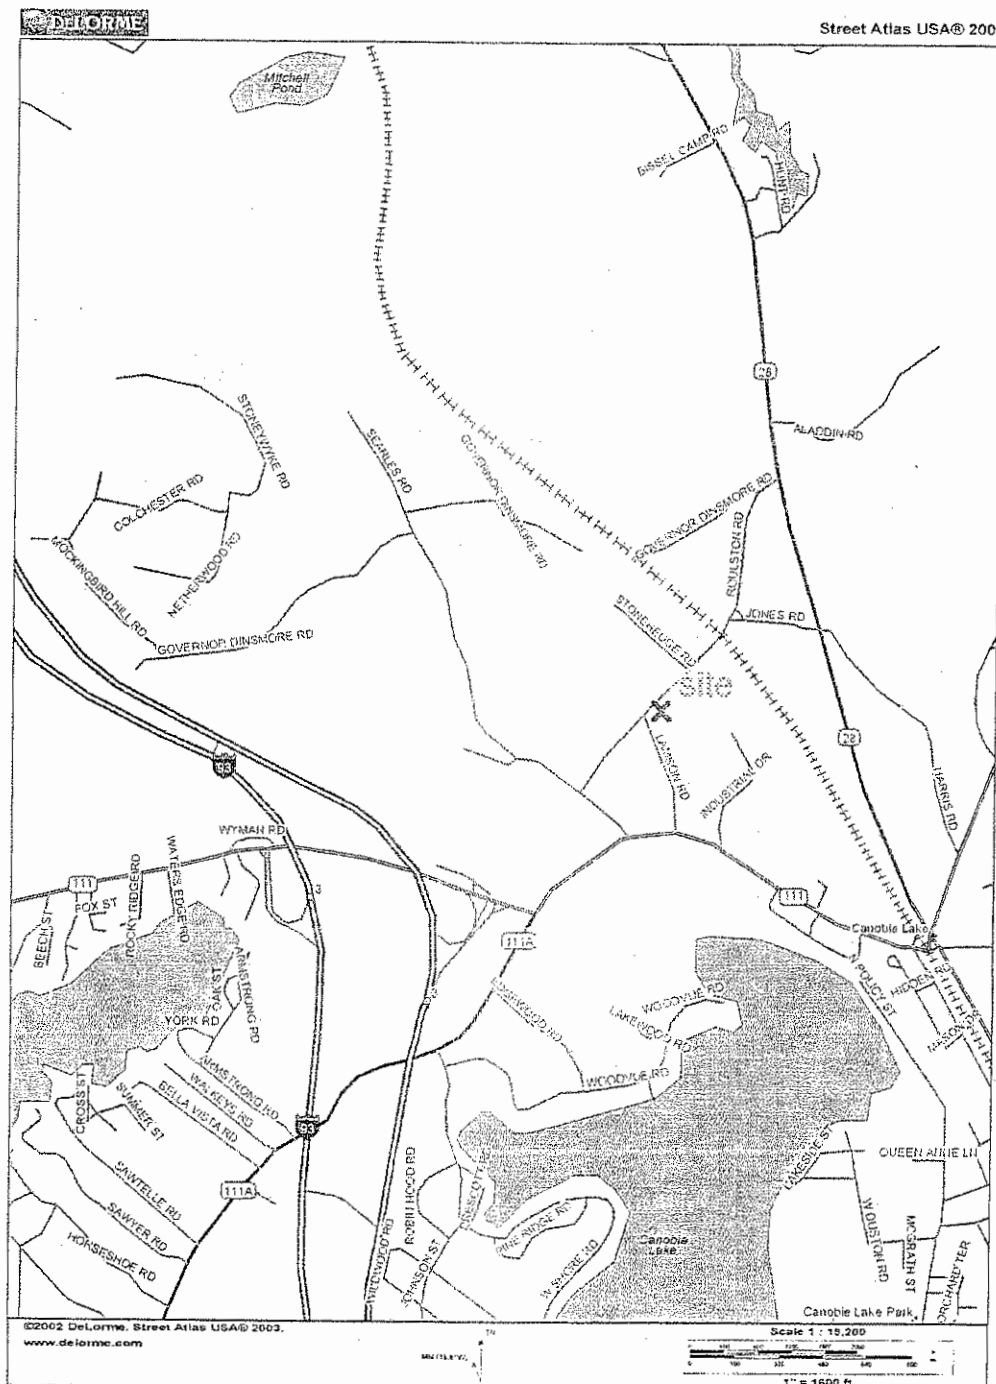 DELORME
Street Atlas USA® 200
Mitchell
Pond
BISSEL CAMP RD
HUNT RD
28
ALADDIN RD
STONEYWYKE RD
SEARLES RD
GOVERNOR DINSMORE RD
COLCHESTER RD
GOVERNOR DINSMORE RD
ROULSTON RD
NETHERWOOD RD
MOCKINGBIRD HILL RD
STONEHEDGE RD
JONES RD
GOVERNOR DINSMORE RD
site
93
28
LAMSON RD
INDUSTRIAL DR
HARRIS RD
WYMAN RD
WATERS EDGE RD
ROCKY RIDGE RD
111
FOX ST
3
111
BEECH ST
Canobie Lake
111A
ARMSTRONG RD
OAK ST
N POLICY ST
WOODVUE RD
LAKEWOOD RD
YORK RD
MASON
WOODVUE RD
ARMSTRONG RD
WALKEYS RD
BELLA VISTA RD
CROSS ST
SUMMER ST
93
LAKESIDE ST
QUEEN ANNE LN
SAWTELLE RD
111A
ROBIN HOOD RD
CRESCOTT
SAWYER RD
PINE RIDGE RD
HORSESHOE RD
Canobie
Lake
W SHORE RD
JOHNSON ST
WILDWOOD RD
W DUSTON RD
MCGRATH ST
ORCHARD TER
Canobie Lake Park
©2002 DeLorme. Street Atlas USA® 2003.
www.delorme.com
TN
Scale 1 : 19,200
1" = 1600 ft